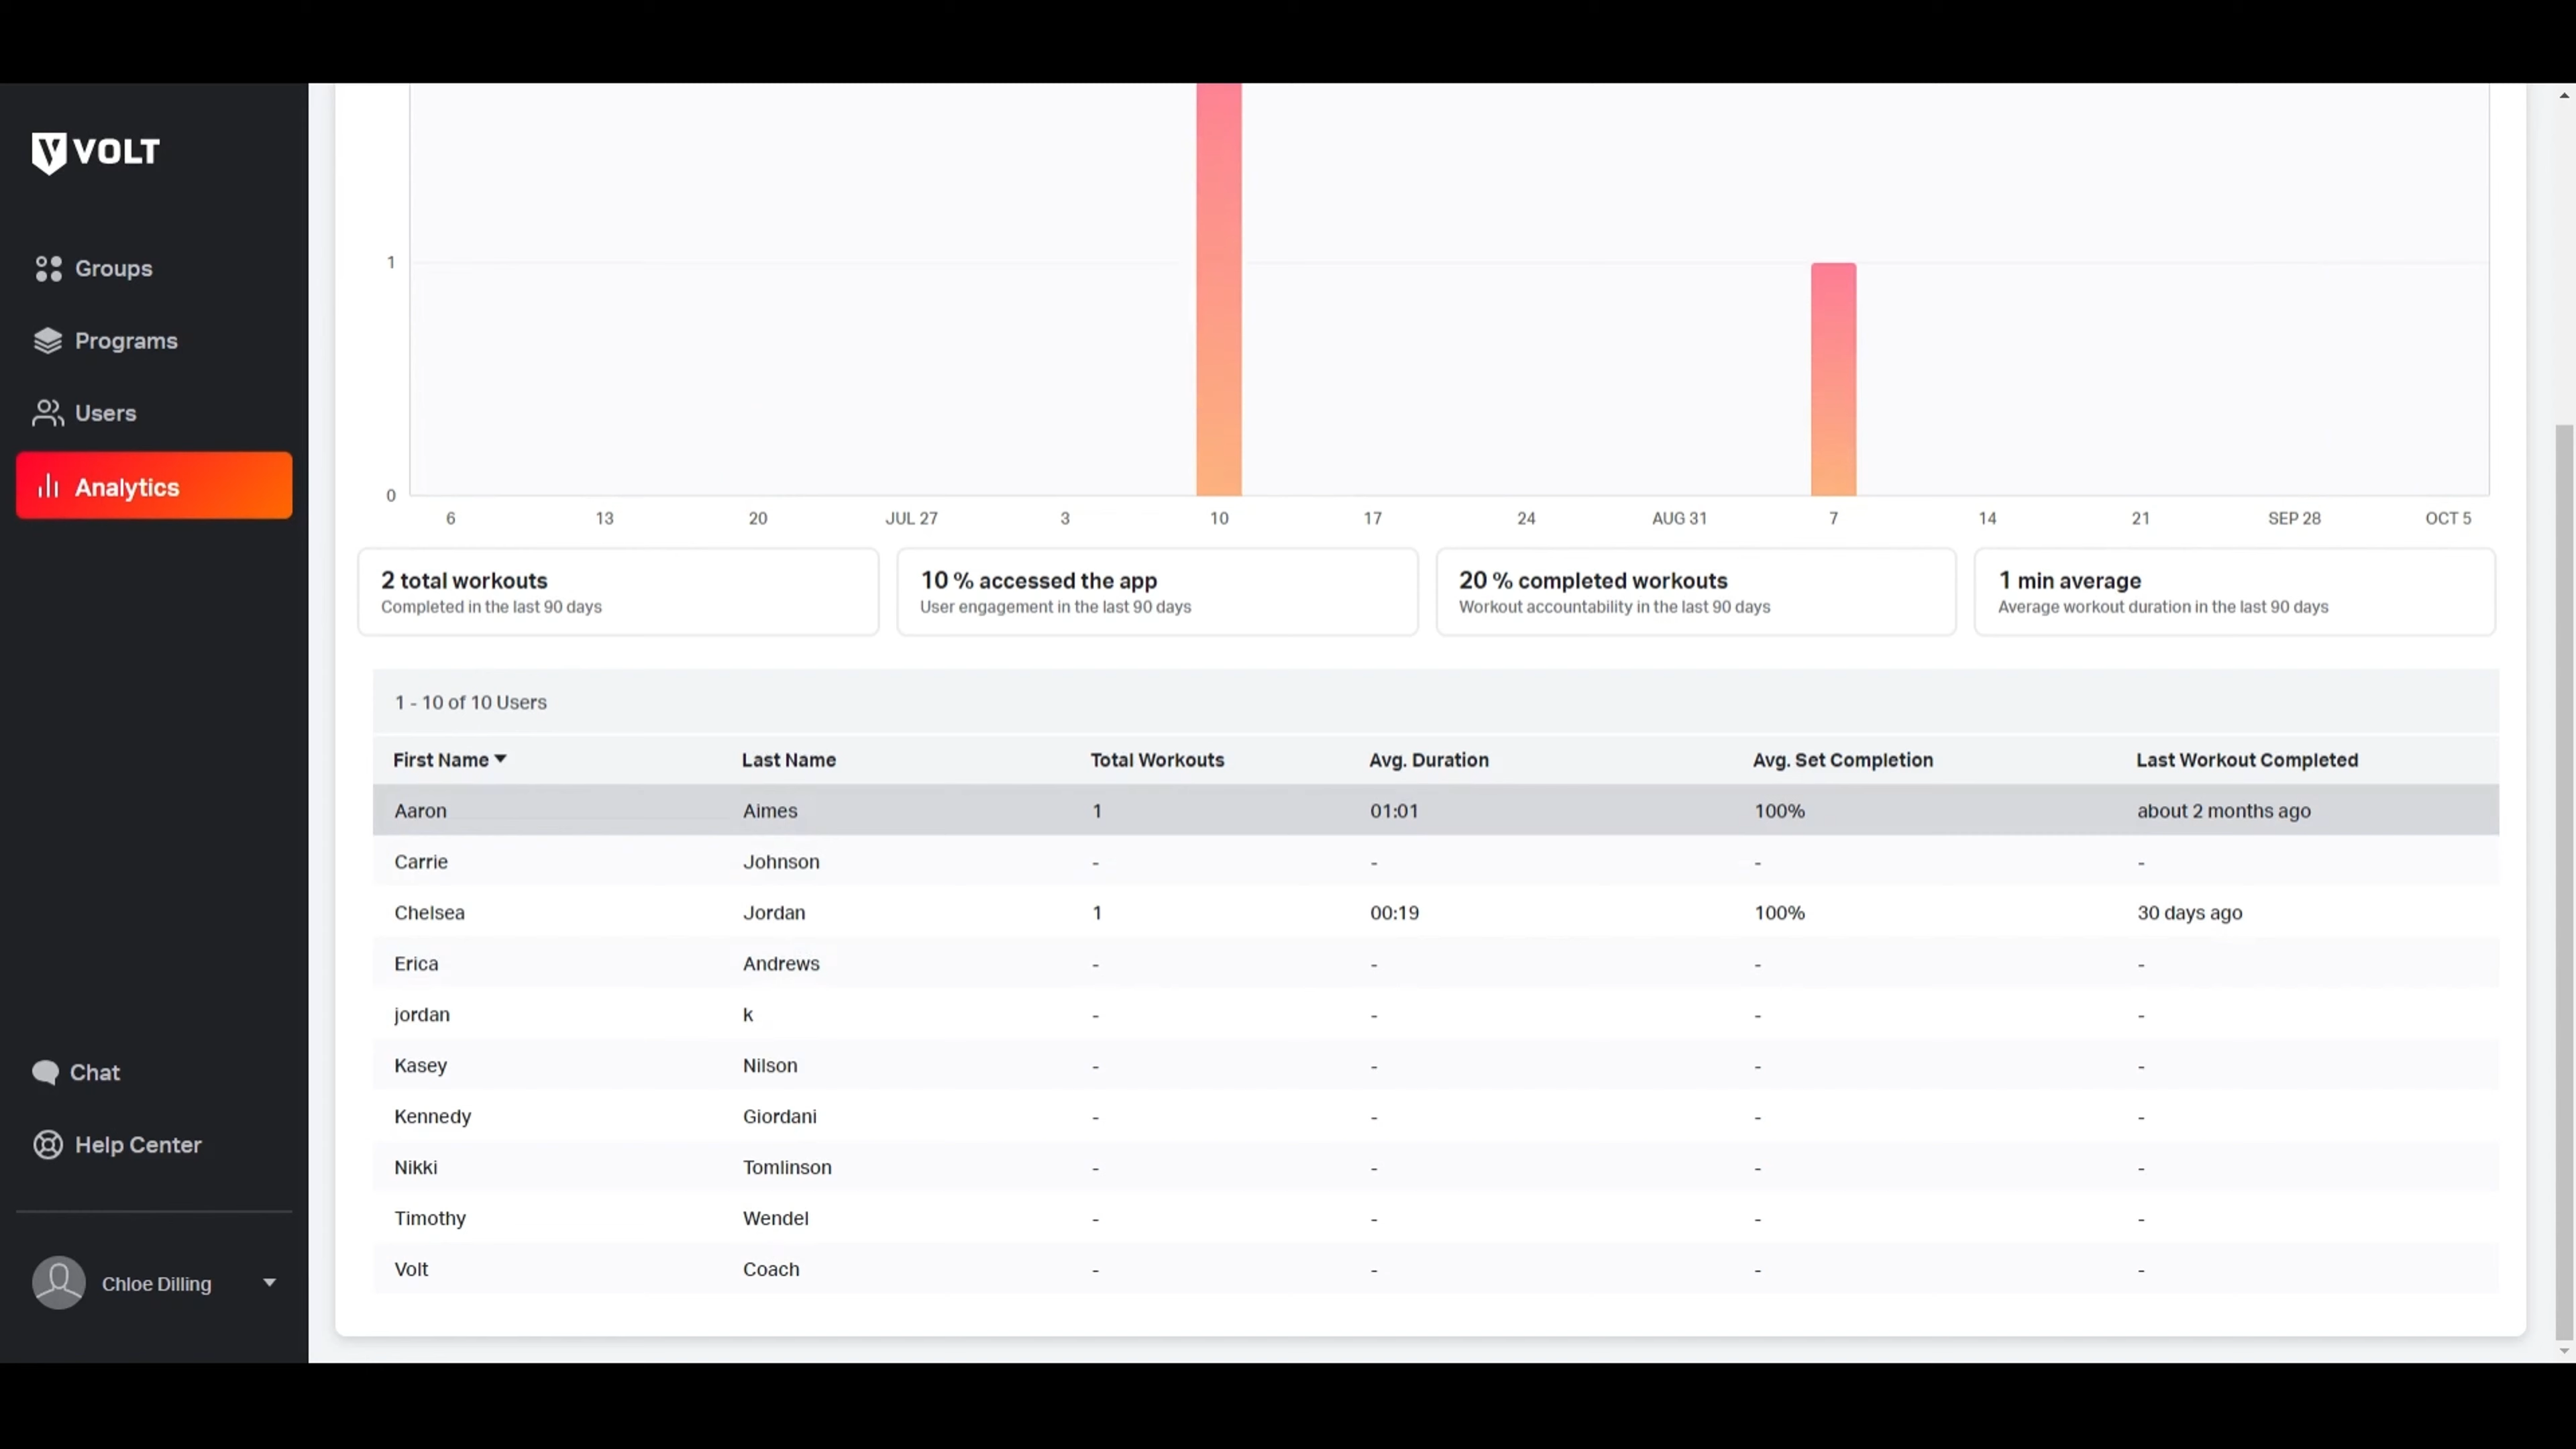 VOLT
Groups
Programs
Users
Analytics
Chat
Help Center
Chloe Dilling
1
0
6 13 20 JUL 27 3 10 17 24 AUG 31 7 14 21 SEP 28 OCT 5
2 total workouts
Completed in the last 90 days
10 % accessed the app
User engagement in the last 90 days
20 % completed workouts
Workout accountability in the last 90 days
1 min average
Average workout duration in the last 90 days
1 - 10 of 10 Users
First Name Last Name Total Workouts Avg. Duration Avg. Set Completion Last Workout Completed
Aaron Aimes 1 01:01 100% about 2 months ago
Carrie Johnson - - - -
Chelsea Jordan 1 00:19 100% 30 days ago
Erica Andrews - - - -
jordan k - - - -
Kasey Nilson - - - -
Kennedy Giordani - - - -
Nikki Tomlinson - - - -
Timothy Wendel - - - -
Volt Coach - - - -